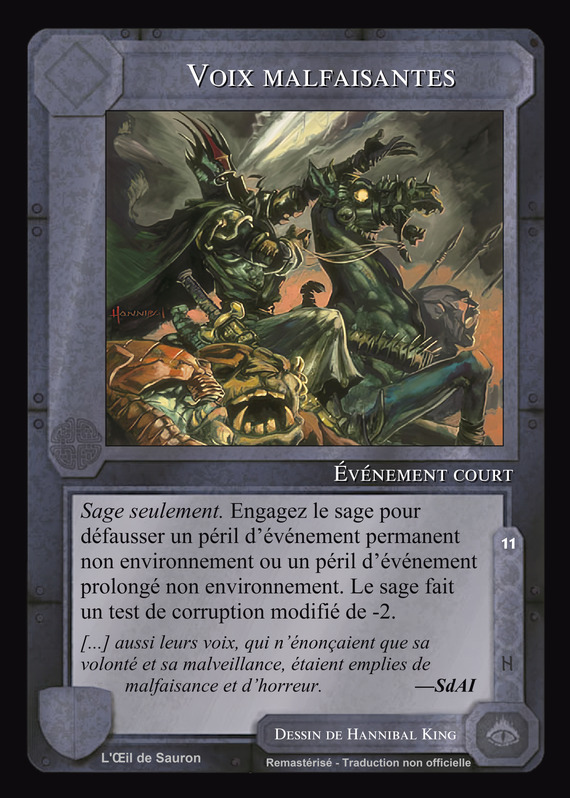 Voix malfaisantes
Hannibal
Événement court
Sage seulement. Engagez le sage pour
défausser un péril d'événement permanent
non environnement ou un péril d'événement
prolongé non environnement. Le sage fait
un test de corruption modifié de -2.
11
[...] aussi leurs voix, qui n'énonçaient que sa
volonté et sa malveillance, étaient emplies de
malfaisance et d'horreur. —SdAI
H
Dessin de Hannibal King
L'Œil de Sauron
Remastérisé - Traduction non officielle